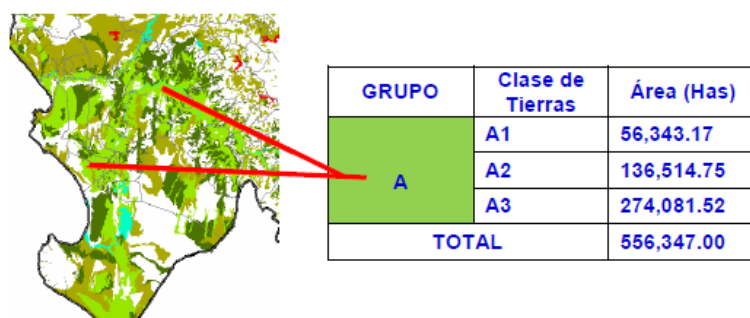 GRUPO Clase de Tierras Área (Has)
A A1 56,343.17
A2 136,514.75
A3 274,081.52
TOTAL 556,347.00